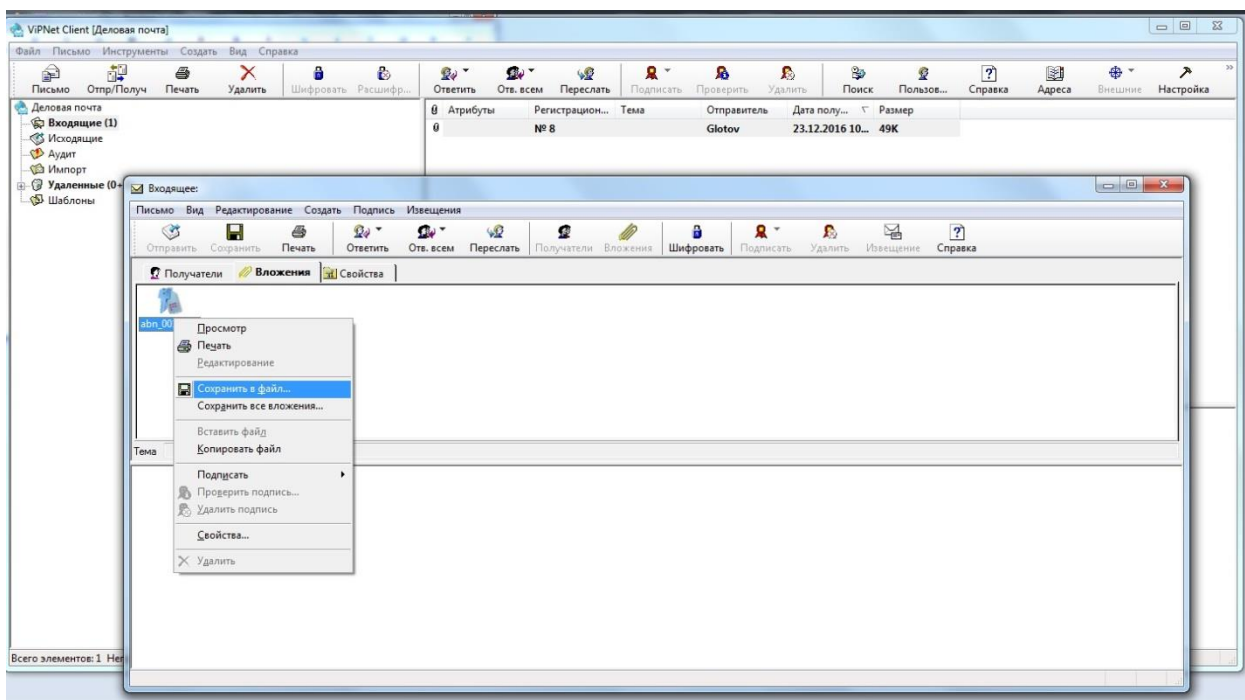 ViPNet Client [Деловая почта]
Файл Письмо Инструменты Создать Вид Справка
Письмо Отпр/Получ Печать Удалить Шифровать Расшифр... Ответить Отв. всем Переслать Подписать Проверить Удалить Поиск Пользов... Справка Адреса Внешние Настройка
Деловая почта
Входящие (1)
Исходящие
Аудит
Импорт
Удаленные (0+
Шаблоны
Атрибуты Регистрацион... Тема Отправитель Дата полу... Размер
№ 8 Glotov 23.12.2016 10... 49K
Входящее:
Письмо Вид Редактирование Создать Подпись Извещения
Отправить Сохранить Печать Ответить Отв. всем Переслать Получатели Вложения Шифровать Подписать Удалить Извещение Справка
Получатели Вложения Свойства
abn_00
Просмотр
Печать
Редактирование
Сохранить в файл...
Сохранить все вложения...
Вставить файл
Копировать файл
Тема
Подписать
Проверить подпись...
Удалить подпись
Свойства...
Удалить
Всего элементов: 1